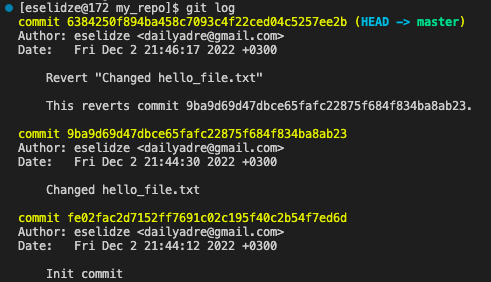 [eselidze@172 my_repo]$ git log
commit 6384250f894ba458c7093c4f22ced04c5257ee2b (HEAD -> master)
Author: eselidze <dailyadre@gmail.com>
Date:   Fri Dec 2 21:46:17 2022 +0300
Revert "Changed hello_file.txt"
This reverts commit 9ba9d69d47dbce65fafc22875f684f834ba8ab23.
commit 9ba9d69d47dbce65fafc22875f684f834ba8ab23
Author: eselidze <dailyadre@gmail.com>
Date:   Fri Dec 2 21:44:30 2022 +0300
Changed hello_file.txt
commit fe02fac2d7152ff7691c02c195f40c2b54f7ed6d
Author: eselidze <dailyadre@gmail.com>
Date:   Fri Dec 2 21:44:12 2022 +0300
Init commit